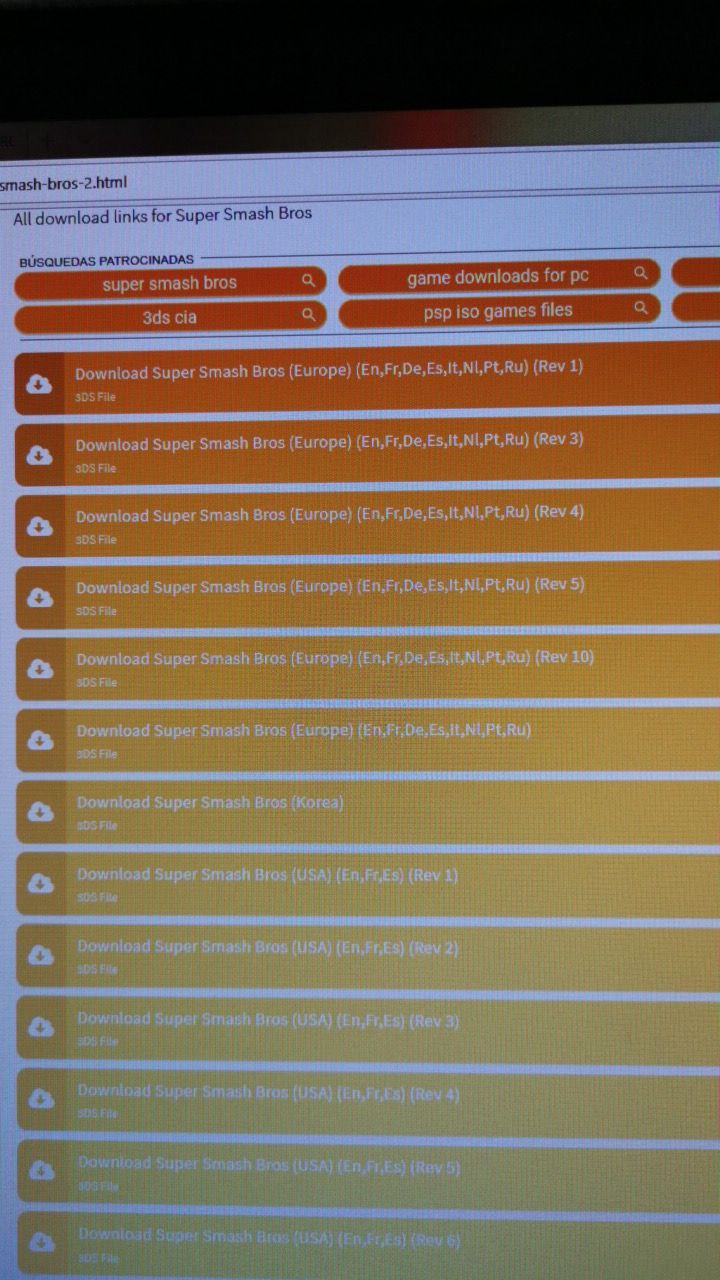 smash-bros-2.html
All download links for Super Smash Bros
BÚSQUEDAS PATROCINADAS
super smash bros
game downloads for pc
3ds cia
psp iso games files
Download Super Smash Bros (Europe) (En,Fr,De,Es,It,Nl,Pt,Ru) (Rev 1)
3DS File
Download Super Smash Bros (Europe) (En,Fr,De,Es,It,Nl,Pt,Ru) (Rev 3)
3DS File
Download Super Smash Bros (Europe) (En,Fr,De,Es,It,Nl,Pt,Ru) (Rev 4)
3DS File
Download Super Smash Bros (Europe) (En,Fr,De,Es,It,Nl,Pt,Ru) (Rev 5)
3DS File
Download Super Smash Bros (Europe) (En,Fr,De,Es,It,Nl,Pt,Ru) (Rev 10)
3DS File
Download Super Smash Bros (Europe) (En,Fr,De,Es,It,Nl,Pt,Ru)
3DS File
Download Super Smash Bros (Korea)
3DS File
Download Super Smash Bros (USA) (En,Fr,Es) (Rev 1)
3DS File
Download Super Smash Bros (USA) (En,Fr,Es) (Rev 2)
3DS File
Download Super Smash Bros (USA) (En,Fr,Es) (Rev 3)
3DS File
Download Super Smash Bros (USA) (En,Fr,Es) (Rev 4)
3DS File
Download Super Smash Bros (USA) (En,Fr,Es) (Rev 5)
3DS File
Download Super Smash Bros (USA) (En,Fr,Es) (Rev 6)
3DS File